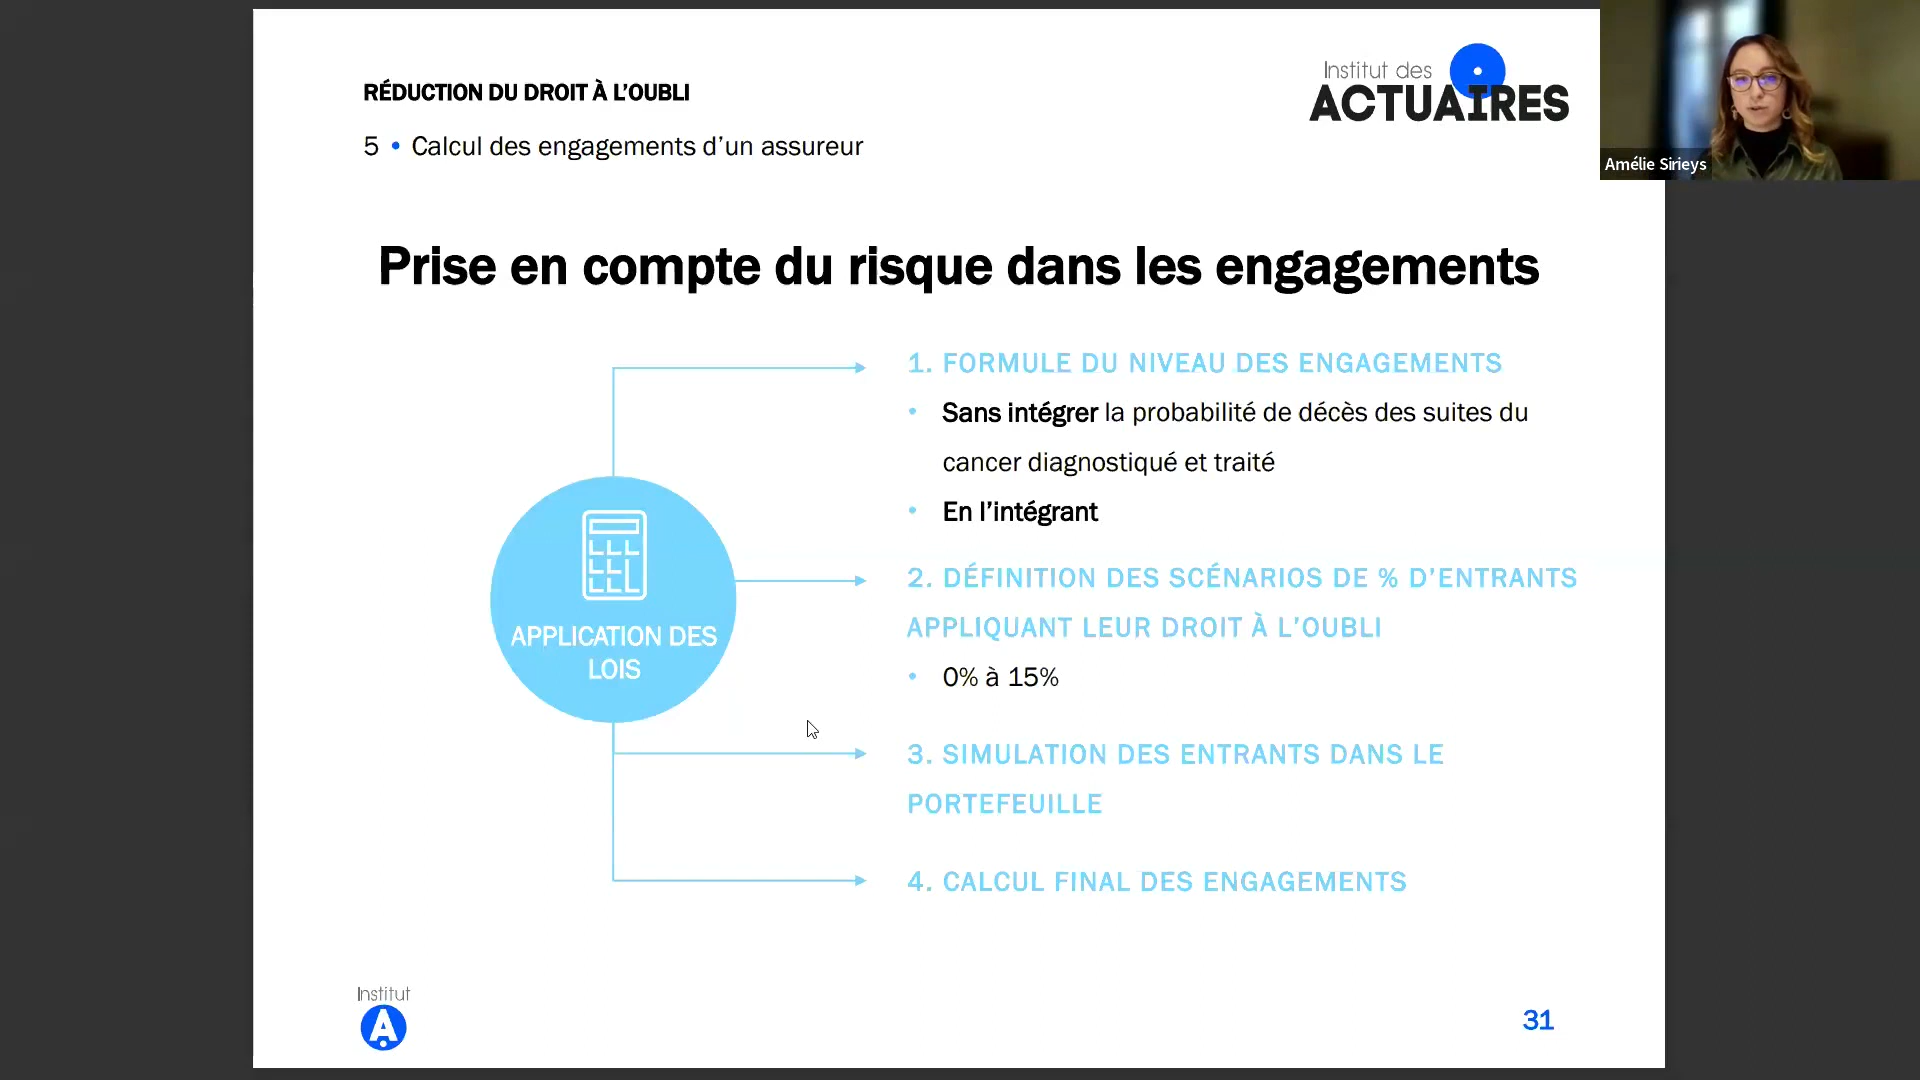 RÉDUCTION DU DROIT À L'OUBLI
5 • Calcul des engagements d'un assureur
Institut des
ACTUAIRES
Amélie Sirieys
Prise en compte du risque dans les engagements
1. FORMULE DU NIVEAU DES ENGAGEMENTS
• Sans intégrer la probabilité de décès des suites du
cancer diagnostiqué et traité
• En l'intégrant
APPLICATION DES
LOIS
2. DÉFINITION DES SCÉNARIOS DE % D'ENTRANTS
APPLIQUANT LEUR DROIT À L'OUBLI
• 0% à 15%
3. SIMULATION DES ENTRANTS DANS LE
PORTEFEUILLE
4. CALCUL FINAL DES ENGAGEMENTS
Institut
A
31